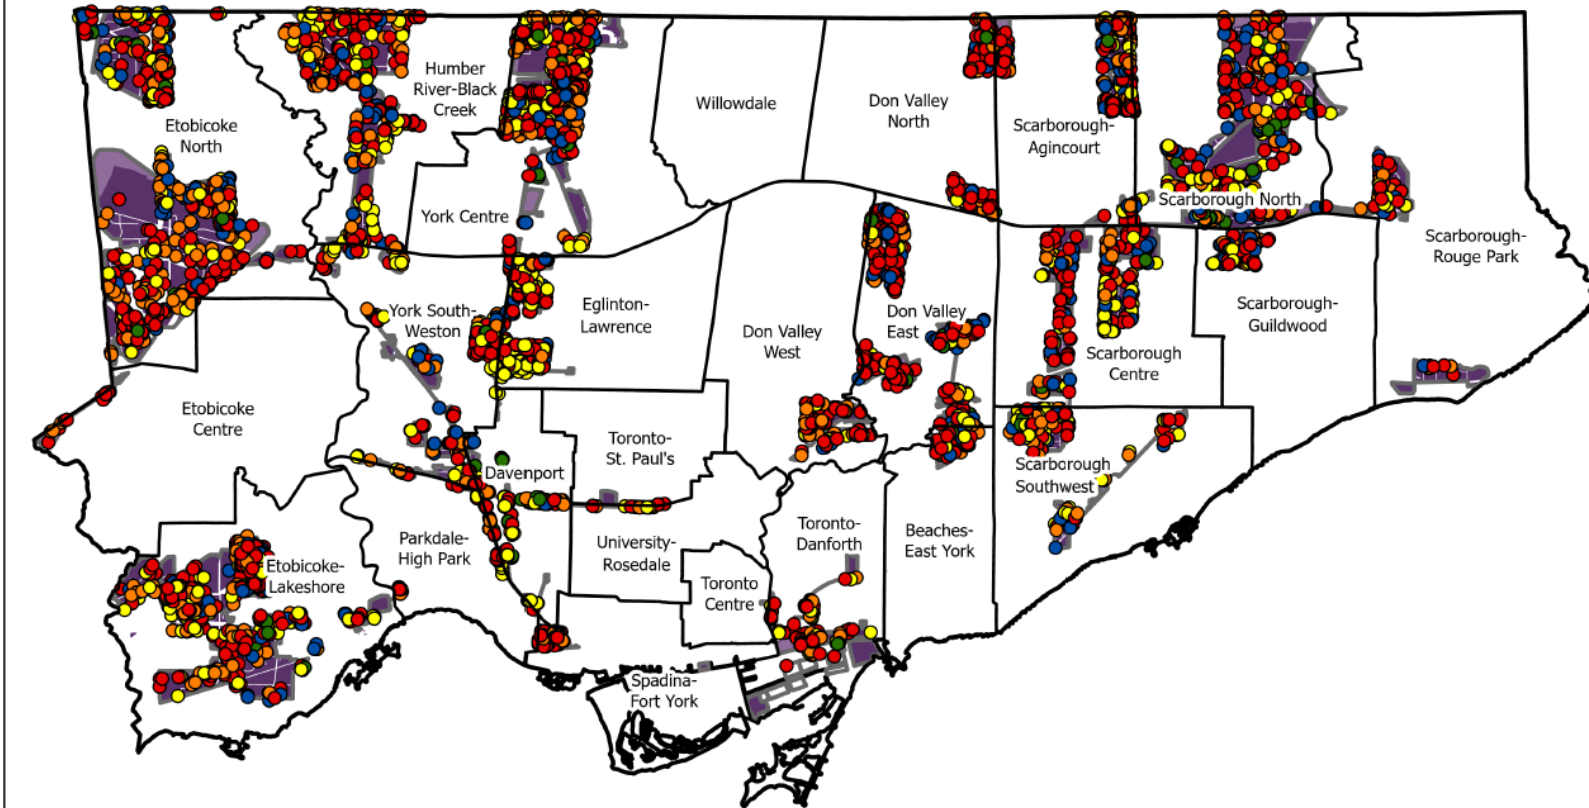 Humber
River-Black
Creek
Willowdale
Don Valley
North
Etobicoke
North
Scarborough-
Agincourt
York Centre
Scarborough North
Scarborough-
Rouge Park
York South-
Weston
Eglinton-
Lawrence
Don Valley
West
Don Valley
East
Scarborough-
Guildwood
Scarborough
Centre
Etobicoke
Centre
Toronto-
St. Paul's
Davenport
Scarborough
Southwest
Parkdale-
High Park
University-
Rosedale
Toronto-
Danforth
Beaches-
East York
Etobicoke-
Lakeshore
Toronto
Centre
Spadina-
Fort York